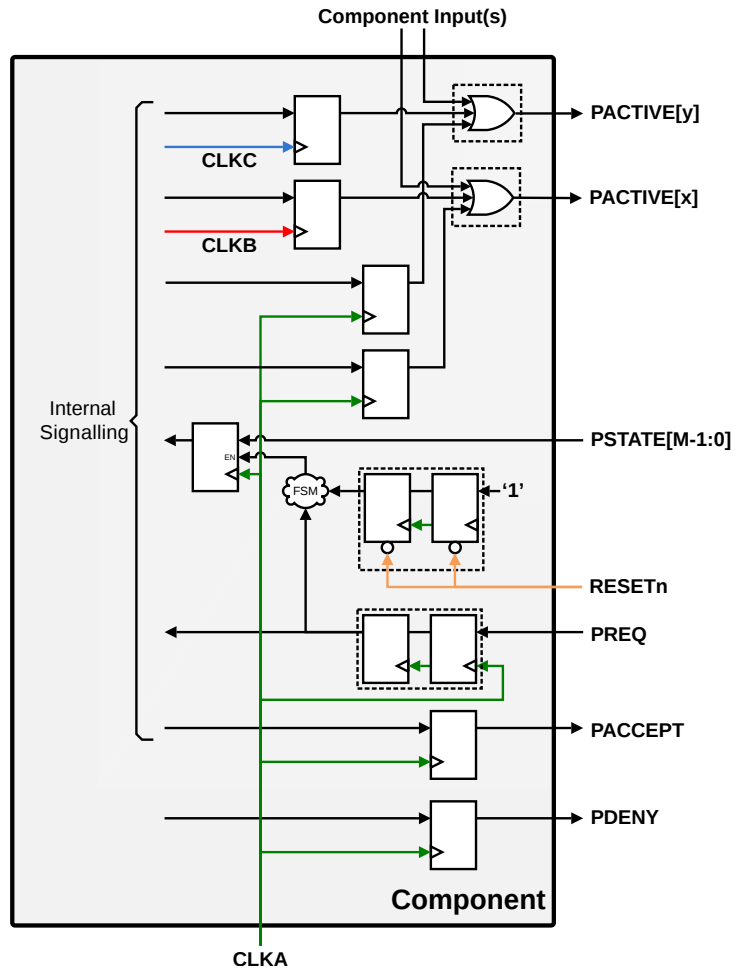 Component Input(s)
PACTIVE[y]
CLKC
PACTIVE[x]
CLKB
Internal
Signalling
PSTATE[M-1:0]
EN
FSM
‘1’
RESETn
PREQ
PACCEPT
PDENY
Component
CLKA